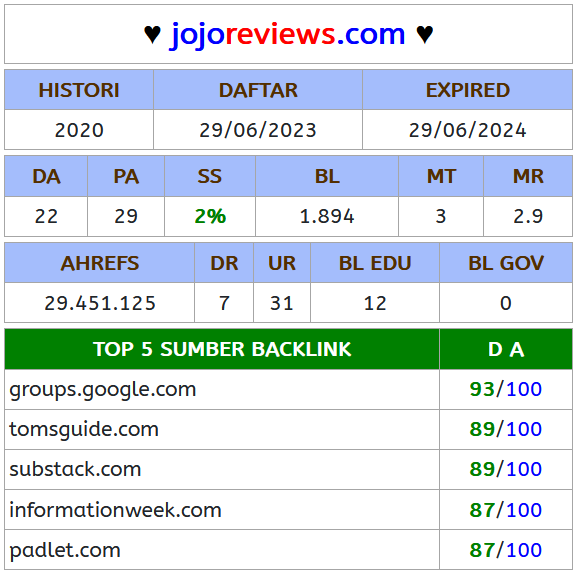 ♥ jojoreviews.com ♥
HISTORI DAFTAR EXPIRED
2020 29/06/2023 29/06/2024
DA PA SS BL MT MR
22 29 2% 1.894 3 2.9
AHREFS DR UR BL EDU BL GOV
29.451.125 7 31 12 0
TOP 5 SUMBER BACKLINK D A
groups.google.com 93/100
tomsguide.com 89/100
substack.com 89/100
informationweek.com 87/100
padlet.com 87/100